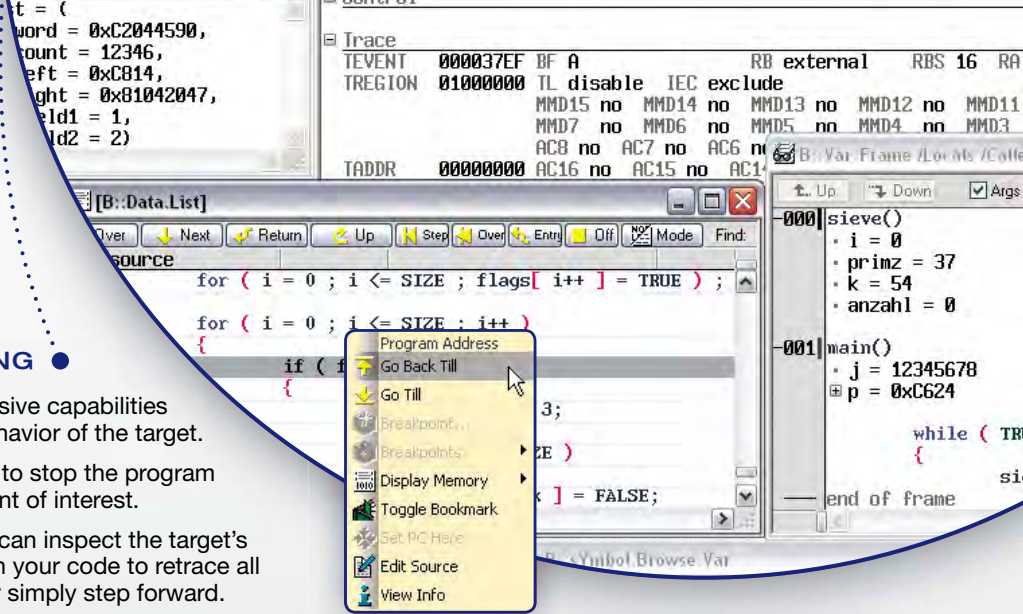 t = (
word = 0xC2044590,
count = 12346,
eft = 0xC814,
ght = 0x81042047,
eld1 = 1,
ld2 = 2)
Control
Trace
TEVENT 000037EF BF A RB external RBS 16 RA
TREGION 01000000 TL disable IEC exclude
MMD15 no MMD14 no MMD13 no MMD12 no MMD11
MMD7 no MMD6 no MMD5 no MMD4 no MMD3
AC8 no AC7 no AC6 n
TADDR 00000000 AC16 no AC15 no AC14
[B::Data.List]
Over Next Return Up Step Over Entry Off Mode Find:
source
for ( i = 0 ; i <= SIZE ; flags[ i++ ] = TRUE ) ;
for ( i = 0 ; i <= SIZE ; i++ )
{
if ( f
{
3;
ZE )
] = FALSE;
Program Address
Go Back Till
Go Till
Breakpoint...
Breakpoints
Display Memory
Toggle Bookmark
Set PC Here
Edit Source
View Info
B::Var.Frame /Locals /Calle
Up Down Args
-000 sieve()
i = 0
primz = 37
k = 54
anzahl = 0
-001 main()
j = 12345678
p = 0xC624
while ( TRU
{
sie
end of frame
B::sYmbol.Browse.Var
NG
sive capabilities
havior of the target.
to stop the program
nt of interest.
can inspect the target's
n your code to retrace all
simply step forward.